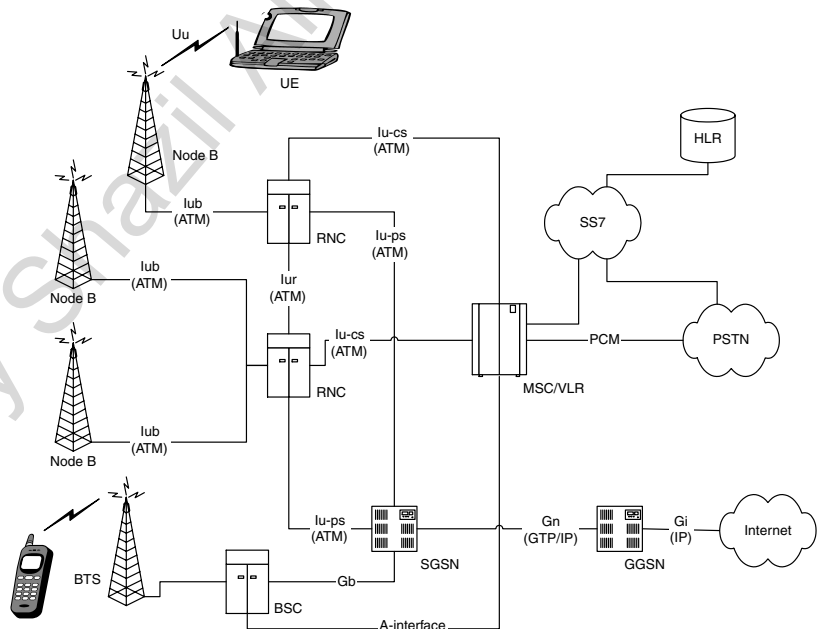 Uu
UE
Node B
Iub
(ATM)
RNC
Iu-cs
(ATM)
Iu-ps
(ATM)
HLR
SS7
Node B
Iub
(ATM)
Iur
(ATM)
Iu-cs
(ATM)
RNC
MSC/VLR
PCM
PSTN
Node B
Iub
(ATM)
Iu-ps
(ATM)
SGSN
Gn
(GTP/IP)
GGSN
Gi
(IP)
Internet
BTS
BSC
Gb
A-interface
y Shazil Ali